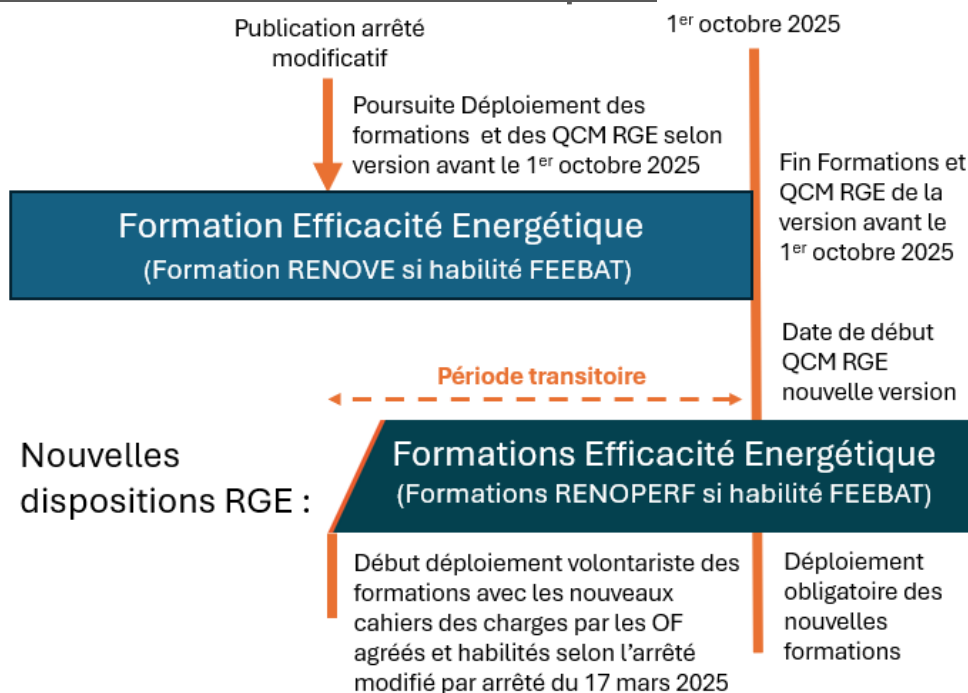 Publication arrêté
modificatif
1er octobre 2025
Poursuite Déploiement des
formations et des QCM RGE selon
version avant le 1er octobre 2025
Fin Formations et
QCM RGE de la
version avant le
1er octobre 2025
Formation Efficacité Energétique
(Formation RENOVE si habilité FEEBAT)
Date de début
QCM RGE
nouvelle version
Période transitoire
Nouvelles
dispositions RGE :
Formations Efficacité Energétique
(Formations RENOPERF si habilité FEEBAT)
Début déploiement volontariste des
formations avec les nouveaux
cahiers des charges par les OF
agréés et habilités selon l’arrêté
modifié par arrêté du 17 mars 2025
Déploiement
obligatoire des
nouvelles
formations